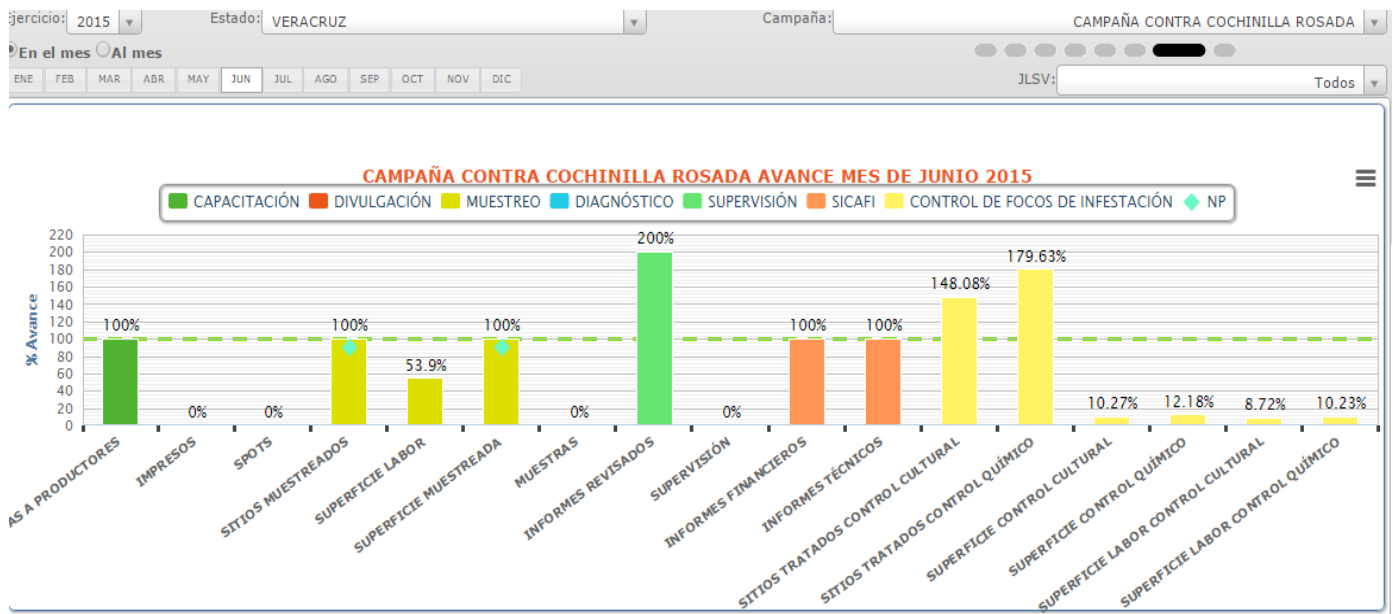 Ejercicio: 2015 Estado: VERACRUZ Campaña: CAMPAÑA CONTRA COCHINILLA ROSADA
En el mes Al mes
ENE FEB MAR ABR MAY JUN JUL AGO SEP OCT NOV DIC JLSV: Todos
CAMPAÑA CONTRA COCHINILLA ROSADA AVANCE MES DE JUNIO 2015
CAPACITACIÓN DIVULGACIÓN MUESTREO DIAGNÓSTICO SUPERVISIÓN SICAFI CONTROL DE FOCOS DE INFESTACIÓN NP
% Avance
220
200
180
160
140
120
100
80
60
40
20
0
100%
0%
0%
100%
53.9%
100%
0%
200%
0%
100%
100%
148.08%
179.63%
10.27%
12.18%
8.72%
10.23%
AS A PRODUCTORES
IMPRESOS
SPOTS
SITIOS MUESTREADOS
SUPERFICIE LABOR
SUPERFICIE MUESTREADA
MUESTRAS
INFORMES REVISADOS
SUPERVISIÓN
INFORMES FINANCIEROS
INFORMES TÉCNICOS
SITIOS TRATADOS CONTROL CULTURAL
SITIOS TRATADOS CONTROL QUÍMICO
SUPERFICIE CONTROL CULTURAL
SUPERFICIE CONTROL QUÍMICO
SUPERFICIE LABOR CONTROL CULTURAL
SUPERFICIE LABOR CONTROL QUÍMICO